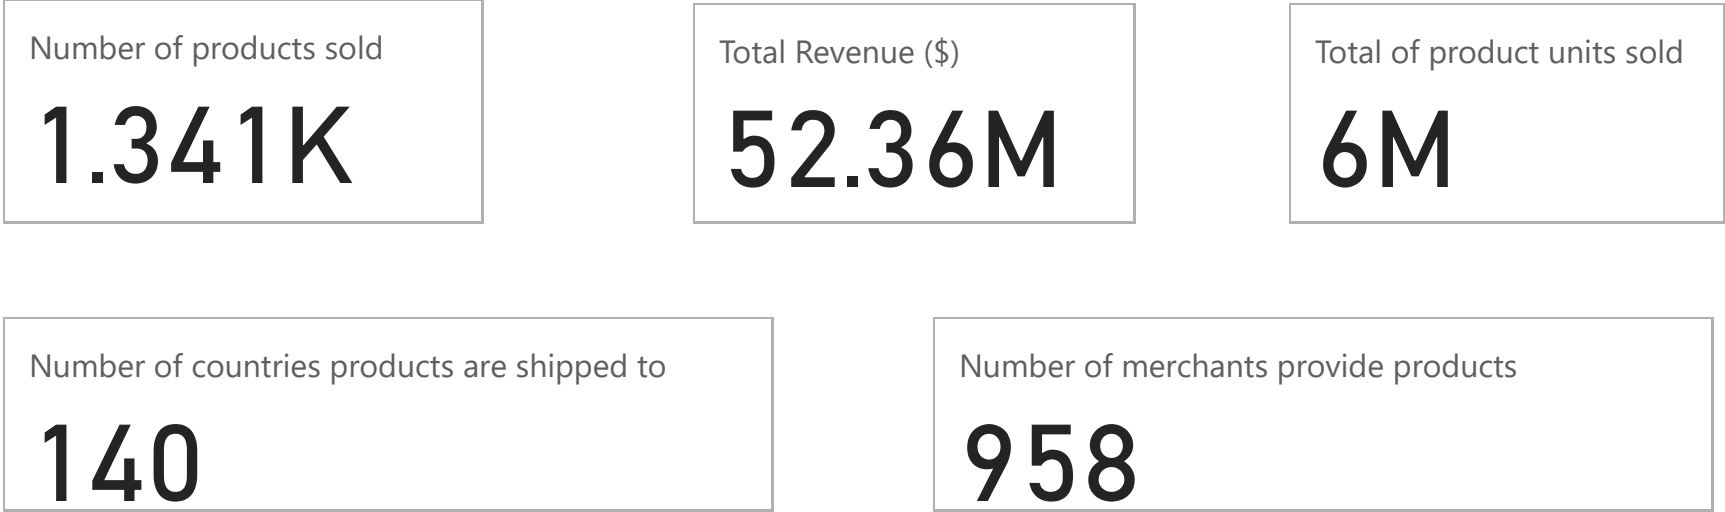 Number of products sold
1.341K
Total Revenue ($)
52.36M
Total of product units sold
6M
Number of countries products are shipped to
140
Number of merchants provide products
958